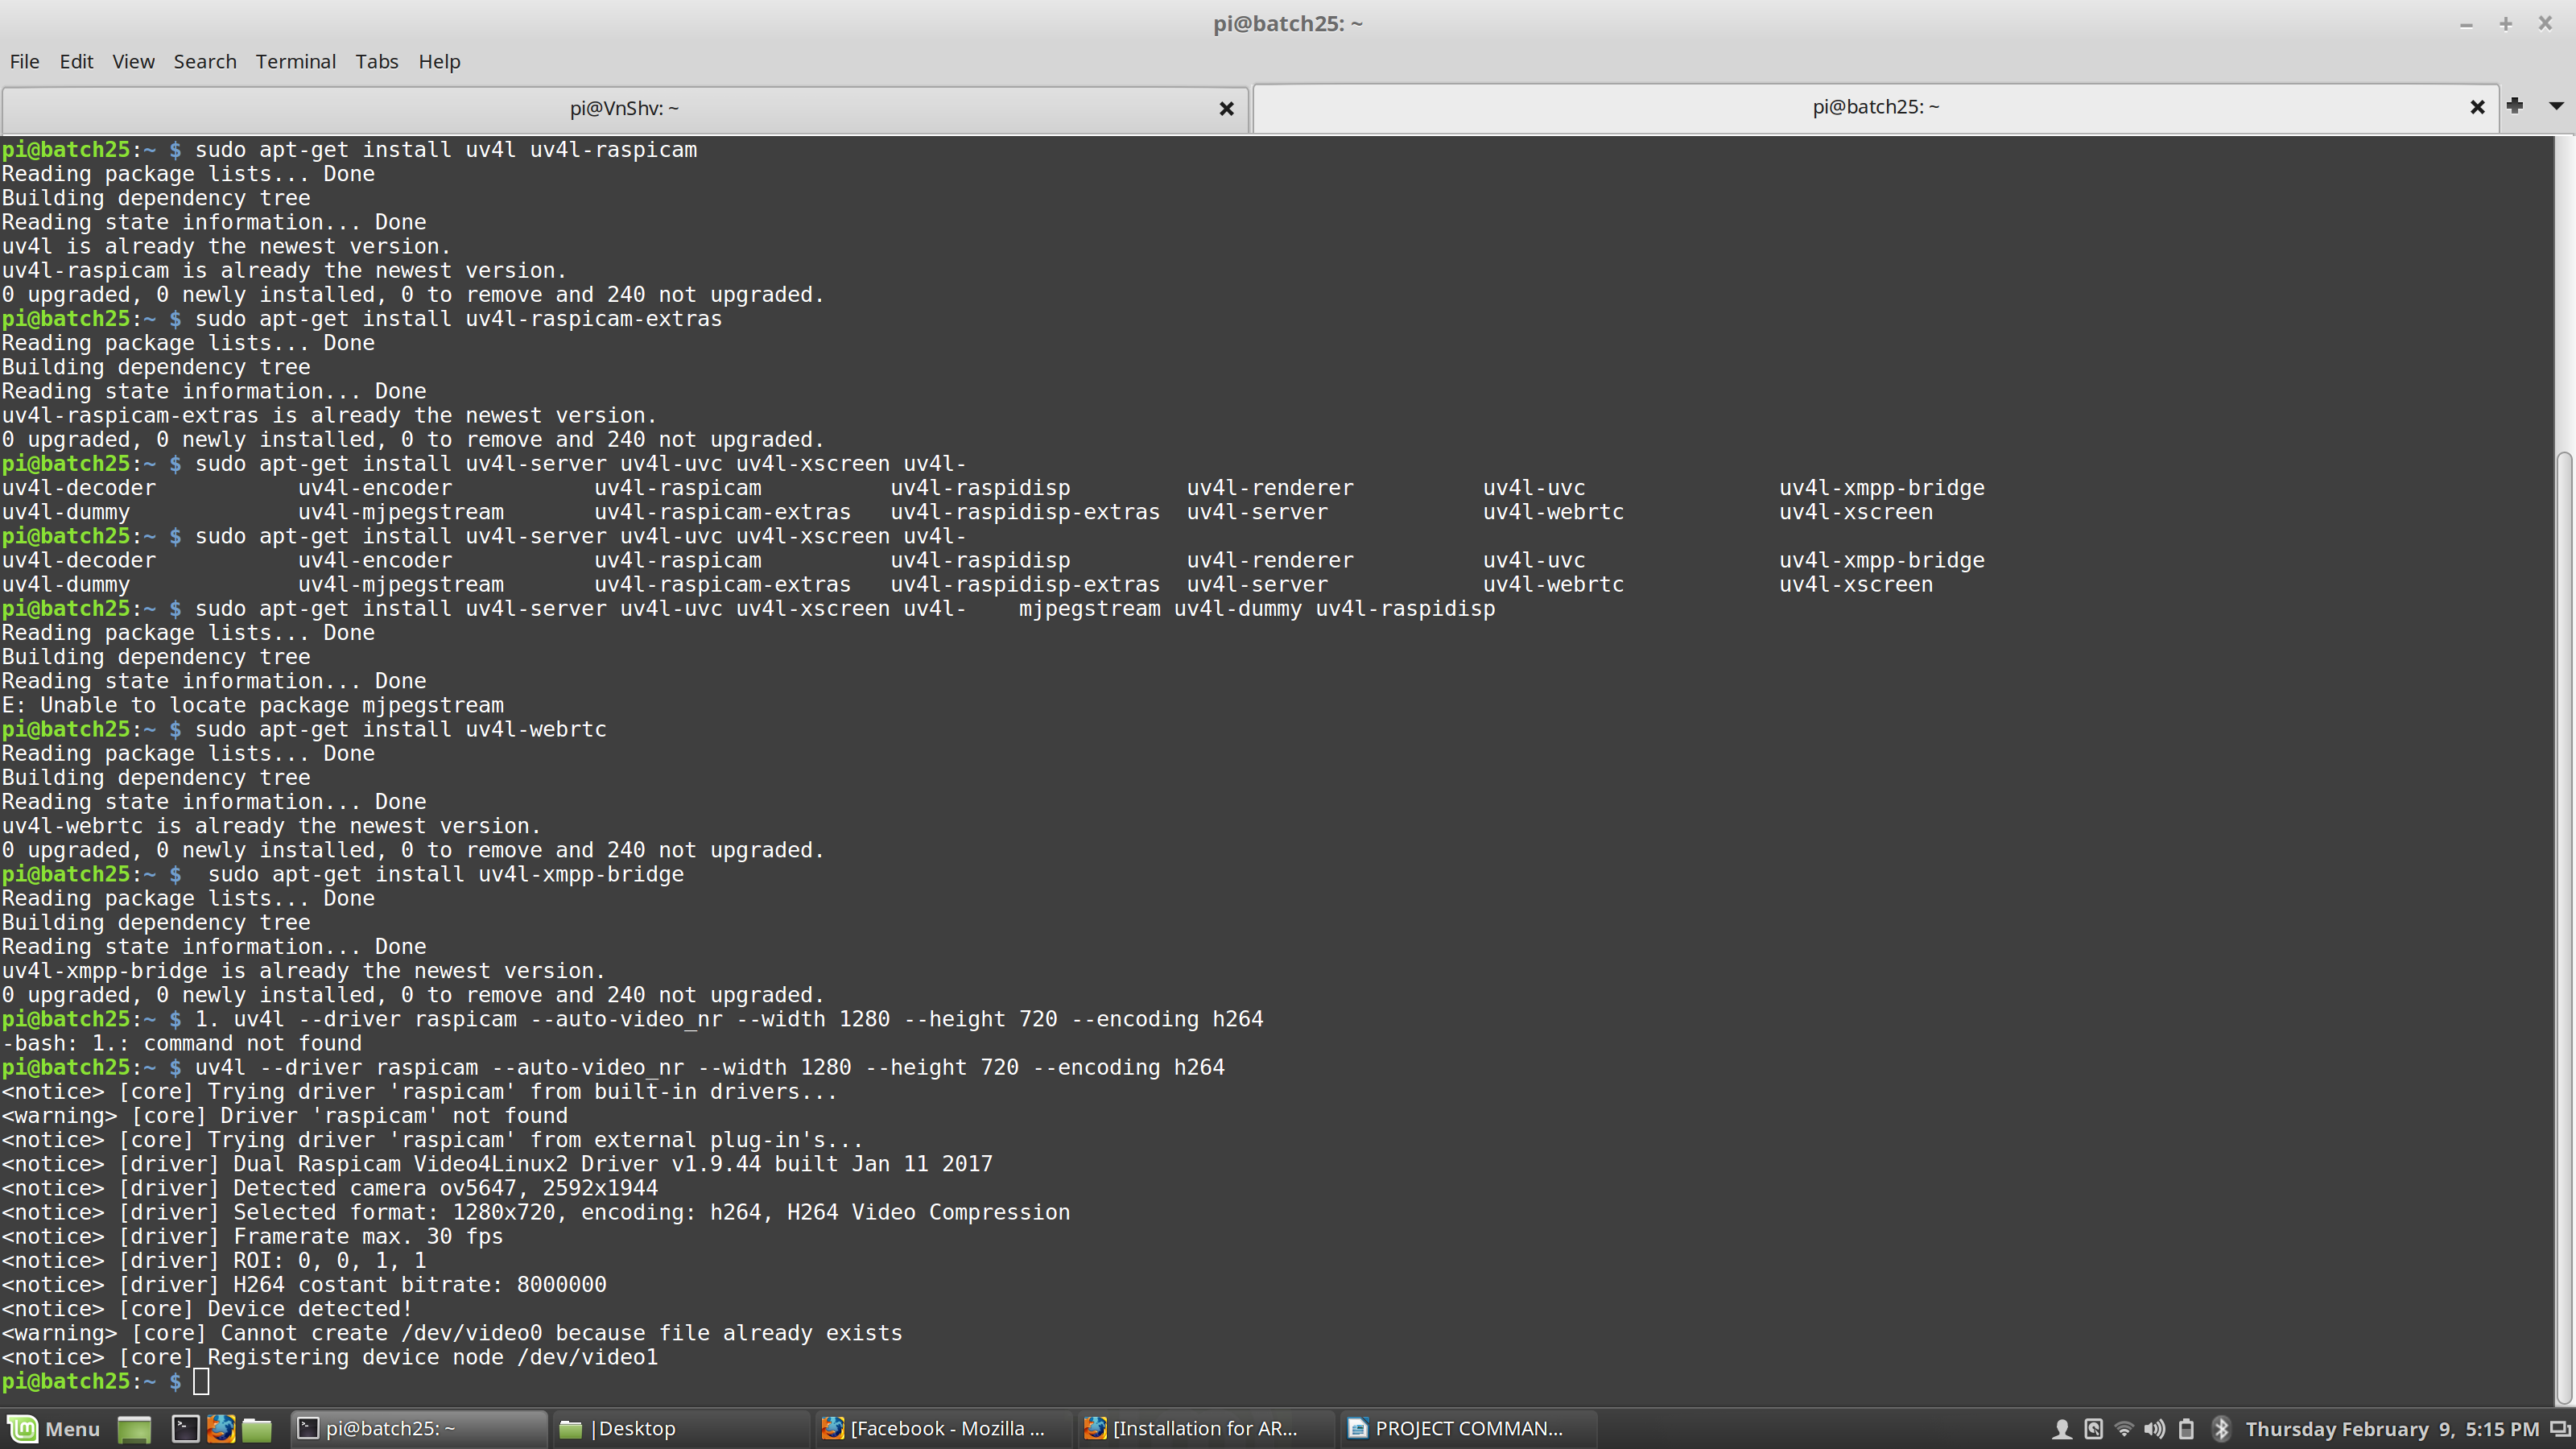 pi@batch25: ~
File Edit View Search Terminal Tabs Help
pi@VnShv: ~
pi@batch25: ~
pi@batch25:~ $ sudo apt-get install uv4l uv4l-raspicam
Reading package lists... Done
Building dependency tree
Reading state information... Done
uv4l is already the newest version.
uv4l-raspicam is already the newest version.
0 upgraded, 0 newly installed, 0 to remove and 240 not upgraded.
pi@batch25:~ $ sudo apt-get install uv4l-raspicam-extras
Reading package lists... Done
Building dependency tree
Reading state information... Done
uv4l-raspicam-extras is already the newest version.
0 upgraded, 0 newly installed, 0 to remove and 240 not upgraded.
pi@batch25:~ $ sudo apt-get install uv4l-server uv4l-uvc uv4l-xscreen uv4l-
uv4l-decoder uv4l-encoder uv4l-raspicam uv4l-raspidisp uv4l-renderer uv4l-uvc uv4l-xmpp-bridge
uv4l-dummy uv4l-mjpegstream uv4l-raspicam-extras uv4l-raspidisp-extras uv4l-server uv4l-webrtc uv4l-xscreen
pi@batch25:~ $ sudo apt-get install uv4l-server uv4l-uvc uv4l-xscreen uv4l-
uv4l-decoder uv4l-encoder uv4l-raspicam uv4l-raspidisp uv4l-renderer uv4l-uvc uv4l-xmpp-bridge
uv4l-dummy uv4l-mjpegstream uv4l-raspicam-extras uv4l-raspidisp-extras uv4l-server uv4l-webrtc uv4l-xscreen
pi@batch25:~ $ sudo apt-get install uv4l-server uv4l-uvc uv4l-xscreen uv4l-    mjpegstream uv4l-dummy uv4l-raspidisp
Reading package lists... Done
Building dependency tree
Reading state information... Done
E: Unable to locate package mjpegstream
pi@batch25:~ $ sudo apt-get install uv4l-webrtc
Reading package lists... Done
Building dependency tree
Reading state information... Done
uv4l-webrtc is already the newest version.
0 upgraded, 0 newly installed, 0 to remove and 240 not upgraded.
pi@batch25:~ $  sudo apt-get install uv4l-xmpp-bridge
Reading package lists... Done
Building dependency tree
Reading state information... Done
uv4l-xmpp-bridge is already the newest version.
0 upgraded, 0 newly installed, 0 to remove and 240 not upgraded.
pi@batch25:~ $ 1. uv4l --driver raspicam --auto-video_nr --width 1280 --height 720 --encoding h264
-bash: 1.: command not found
pi@batch25:~ $ uv4l --driver raspicam --auto-video_nr --width 1280 --height 720 --encoding h264
<notice> [core] Trying driver 'raspicam' from built-in drivers...
<warning> [core] Driver 'raspicam' not found
<notice> [core] Trying driver 'raspicam' from external plug-in's...
<notice> [driver] Dual Raspicam Video4Linux2 Driver v1.9.44 built Jan 11 2017
<notice> [driver] Detected camera ov5647, 2592x1944
<notice> [driver] Selected format: 1280x720, encoding: h264, H264 Video Compression
<notice> [driver] Framerate max. 30 fps
<notice> [driver] ROI: 0, 0, 1, 1
<notice> [driver] H264 costant bitrate: 8000000
<notice> [core] Device detected!
<warning> [core] Cannot create /dev/video0 because file already exists
<notice> [core] Registering device node /dev/video1
pi@batch25:~ $
Menu pi@batch25: ~ |Desktop [Facebook - Mozilla ... [Installation for AR... PROJECT COMMAN... Thursday February 9, 5:15 PM